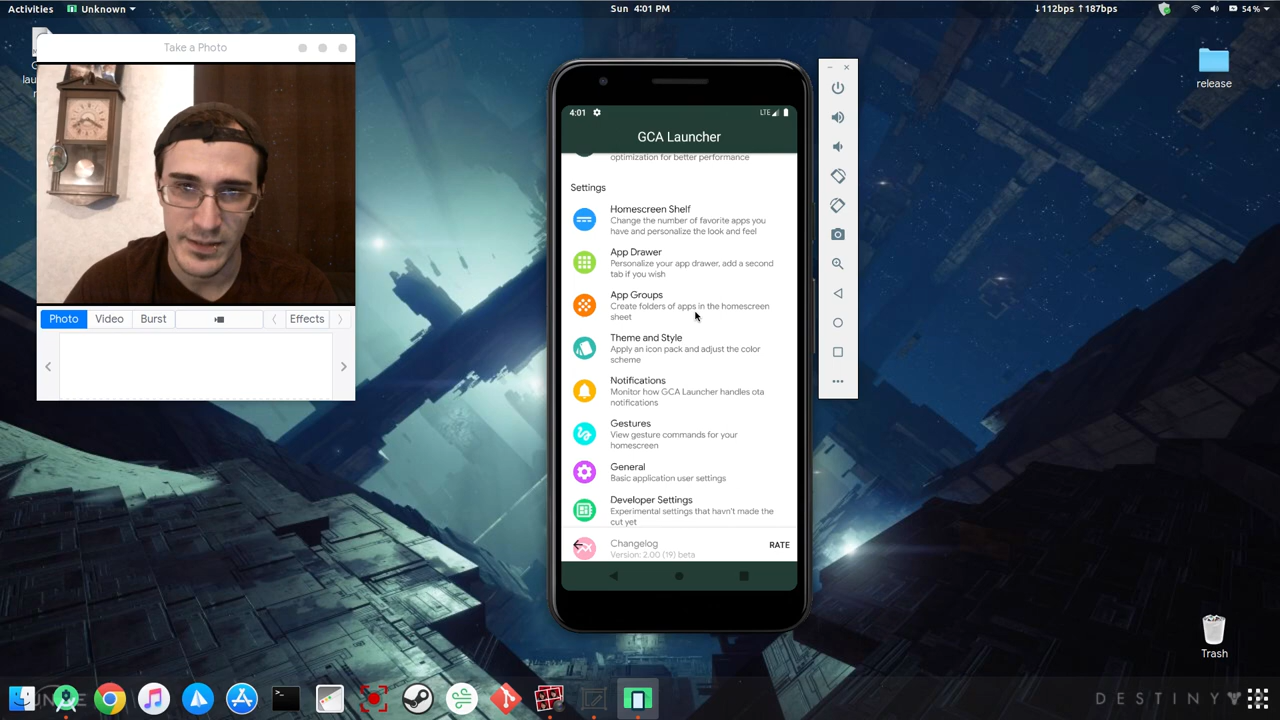 Activities
Unknown
Sun 4:01 PM
↓112bps ↑187bps
54%
Take a Photo
Photo
Video
Burst
Effects
release
Trash
4:01
LTE
GCA Launcher
optimization for better performance
Settings
Homescreen Shelf
Change the number of favorite apps you
have and personalize the look and feel
App Drawer
Personalize your app drawer, add a second
tab if you wish
App Groups
Create folders of apps in the homescreen
sheet
Theme and Style
Apply an icon pack and adjust the color
scheme
Notifications
Monitor how GCA Launcher handles ota
notifications
Gestures
View gesture commands for your
homescreen
General
Basic application user settings
Developer Settings
Experimental settings that havn't made the
cut yet
Changelog
Version: 2.00 (19) beta
RATE
DESTINY